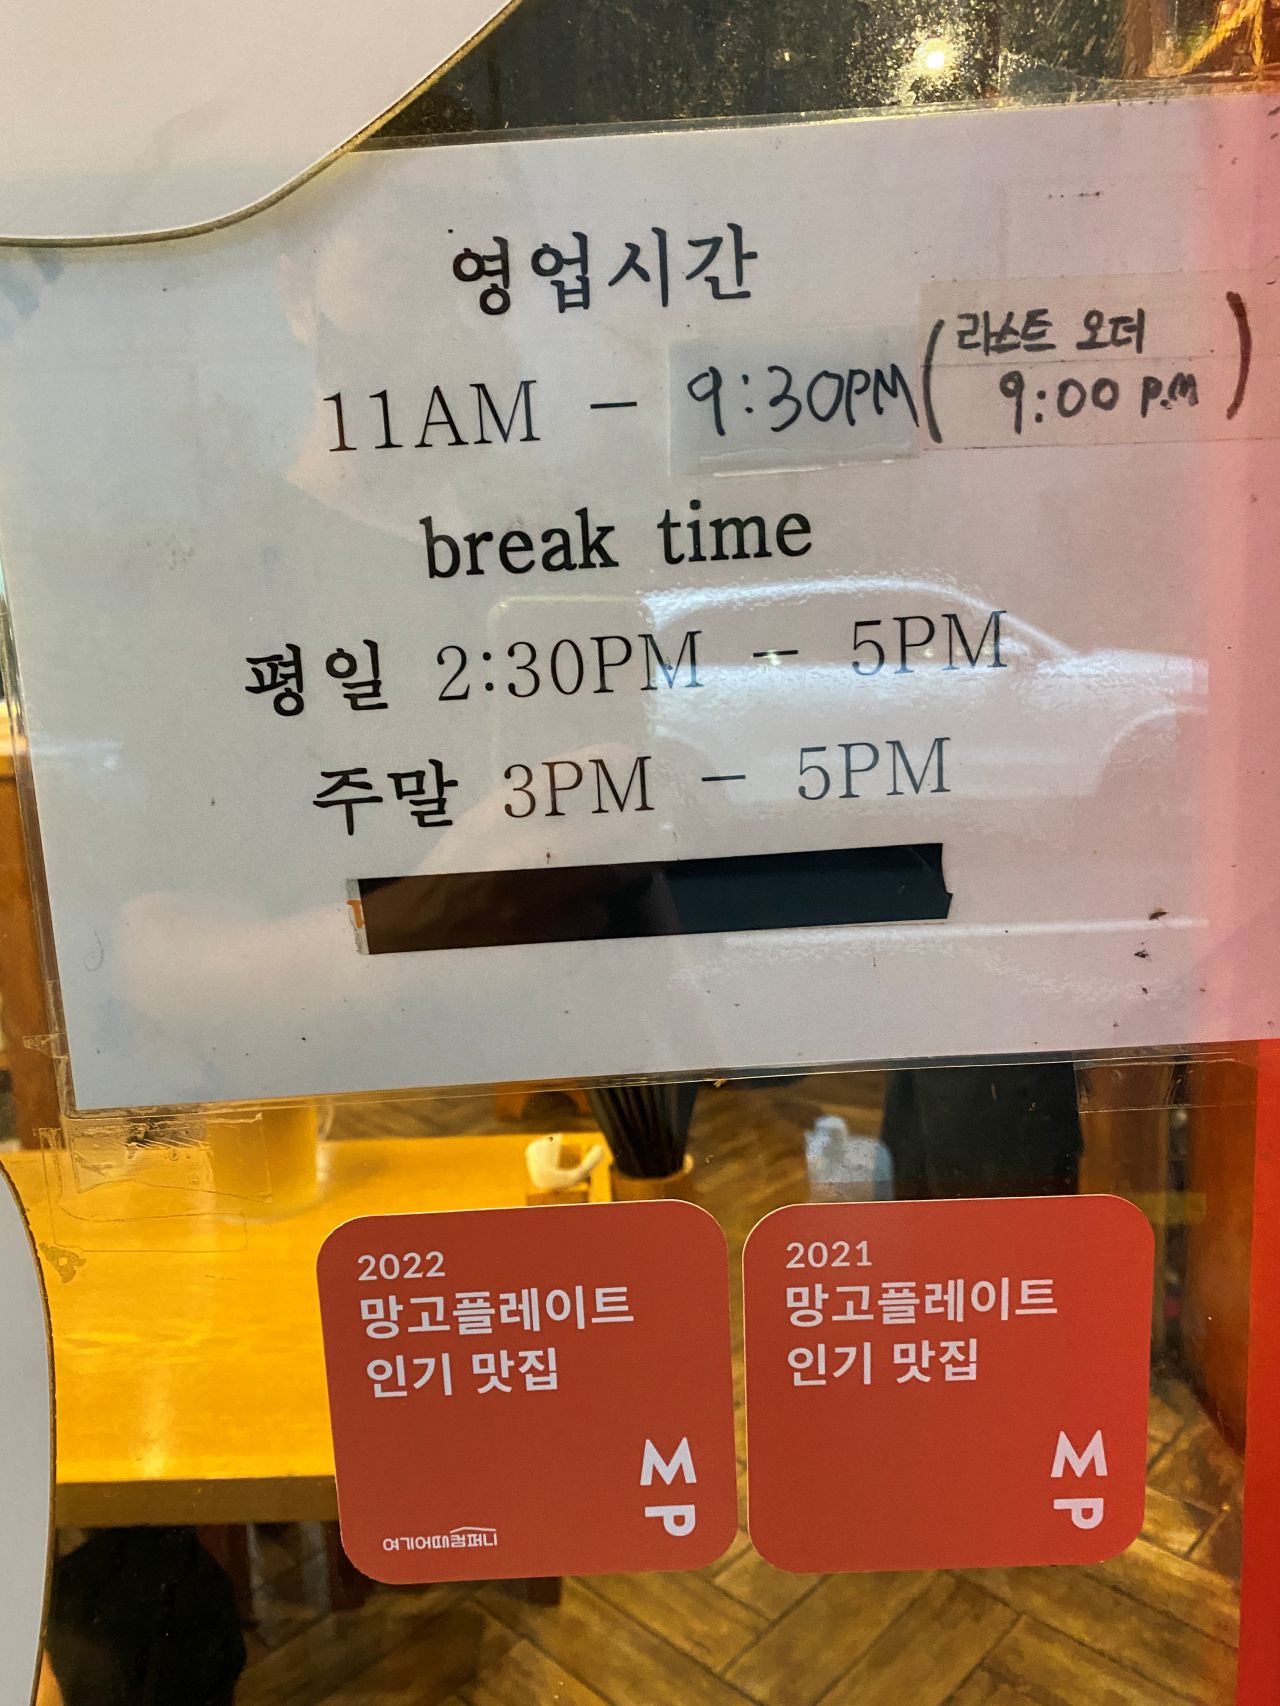 영업시간
11AM - 9:30PM (라스트 오더 9:00 P.M)
break time
평일 2:30PM - 5PM
주말 3PM - 5PM
2022
망고플레이트
인기 맛집
MP
여기어때컴퍼니
2021
망고플레이트
인기 맛집
MP